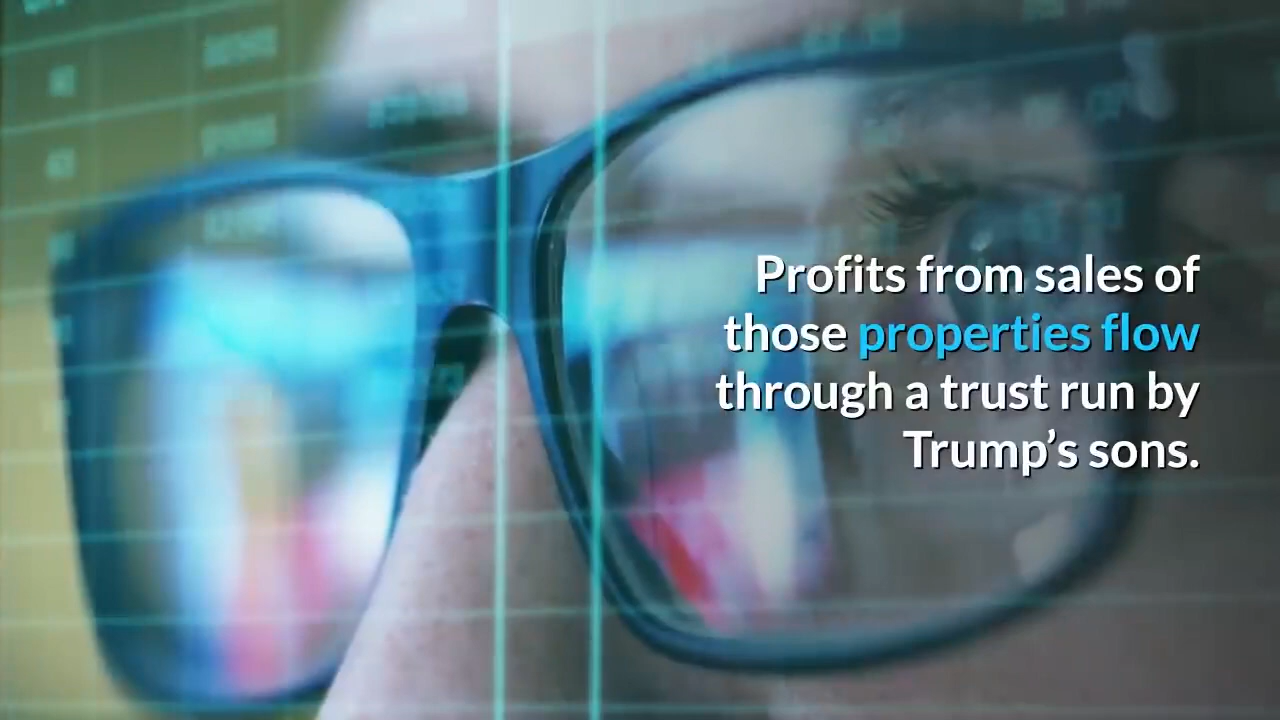 Profits from sales of
those properties flow
through a trust run by
Trump’s sons.